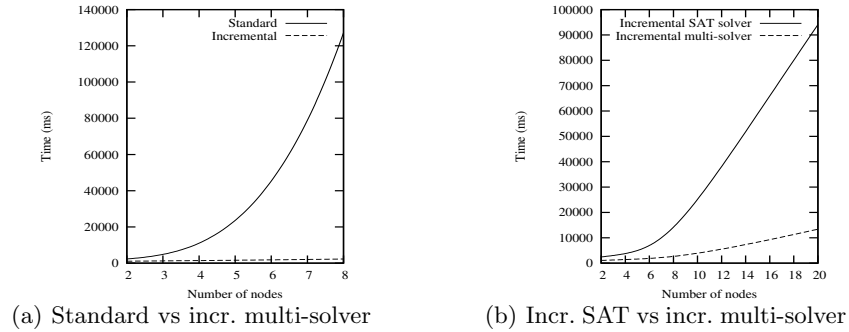 140000
120000
100000
80000
60000
40000
20000
0
Time (ms)
Standard
Incremental
2 3 4 5 6 7 8
Number of nodes
(a) Standard vs incr. multi-solver
100000
90000
80000
70000
60000
50000
40000
30000
20000
10000
0
Time (ms)
Incremental SAT solver
Incremental multi-solver
2 4 6 8 10 12 14 16 18 20
Number of nodes
(b) Incr. SAT vs incr. multi-solver